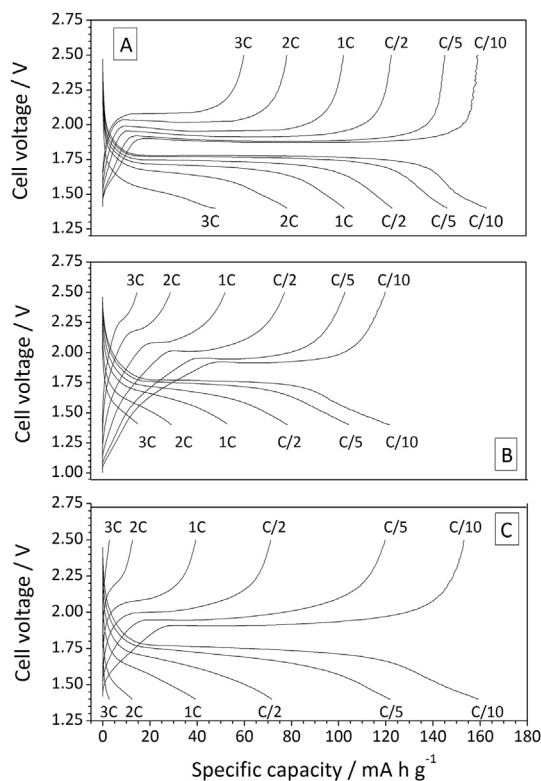 A
3C 2C 1C C/2 C/5 C/10
2.75
2.50
2.25
2.00
1.75
1.50
1.25
Cell voltage / V
3C 2C 1C C/2 C/5 C/10
3C 2C 1C C/2 C/5 C/10
2.75
2.50
2.25
2.00
1.75
1.50
1.25
1.00
Cell voltage / V
3C 2C 1C C/2 C/5 C/10
B
C
3C 2C 1C C/2 C/5 C/10
2.75
2.50
2.25
2.00
1.75
1.50
1.25
Cell voltage / V
3C 2C 1C C/2 C/5 C/10
0 20 40 60 80 100 120 140 160 180
Specific capacity / mA h g⁻¹